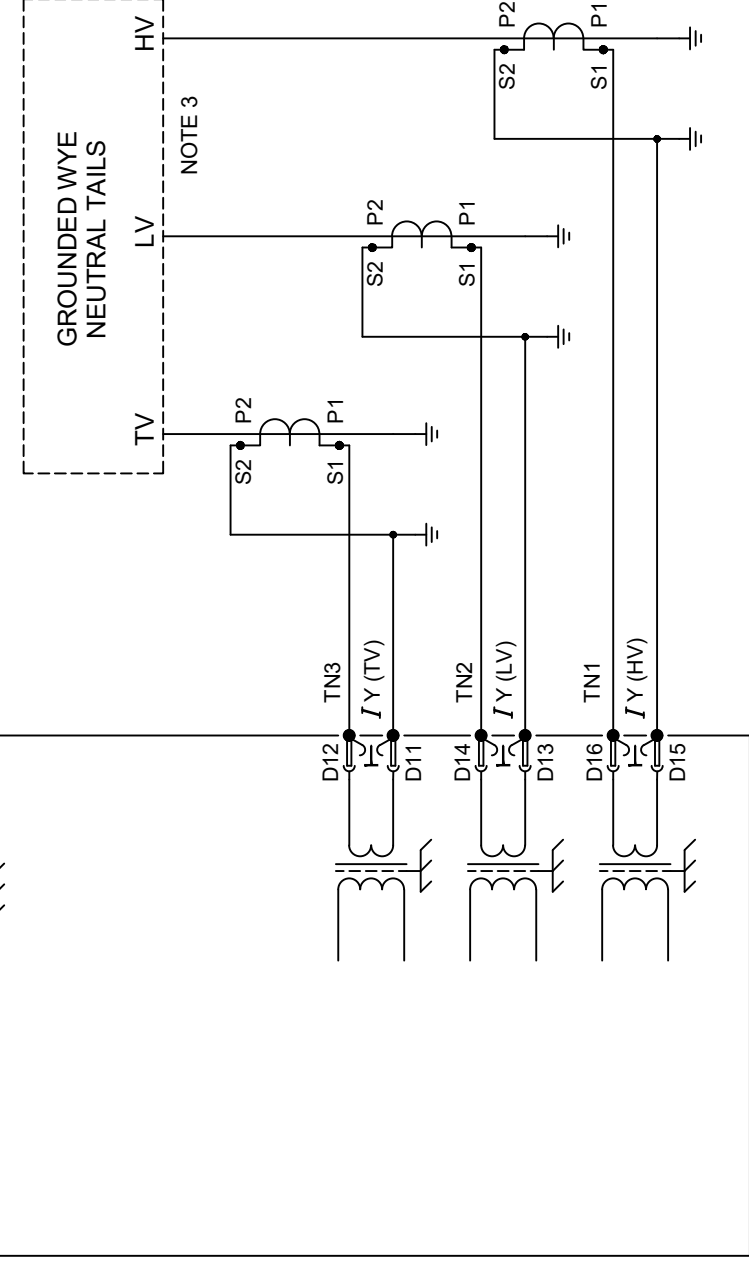 GROUNDED WYE
NEUTRAL TAILS
TV
LV
HV
NOTE 3
P2
P1
S2
S1
P2
P1
S2
S1
P2
P1
S2
S1
TN3
I Y (TV)
D12
D11
TN2
I Y (LV)
D14
D13
TN1
I Y (HV)
D16
D15